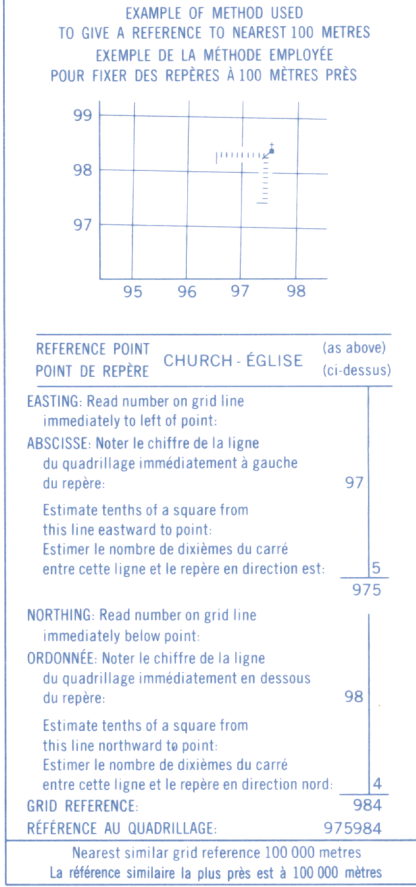 EXAMPLE OF METHOD USED
TO GIVE A REFERENCE TO NEAREST 100 METRES
EXEMPLE DE LA MÉTHODE EMPLOYÉE
POUR FIXER DES REPÈRES À 100 MÈTRES PRÈS
99
98
97
95 96 97 98
REFERENCE POINT
POINT DE REPÈRE
CHURCH - ÉGLISE
(as above)
(ci-dessus)
EASTING: Read number on grid line
immediately to left of point:
ABSCISSE: Noter le chiffre de la ligne
du quadrillage immédiatement à gauche
du repère: 97
Estimate tenths of a square from
this line eastward to point:
Estimer le nombre de dixièmes du carré
entre cette ligne et le repère en direction est: 5
975
NORTHING: Read number on grid line
immediately below point:
ORDONNÉE: Noter le chiffre de la ligne
du quadrillage immédiatement en dessous
du repère: 98
Estimate tenths of a square from
this line northward to point:
Estimer le nombre de dixièmes du carré
entre cette ligne et le repère en direction nord: 4
GRID REFERENCE: 984
RÉFÉRENCE AU QUADRILLAGE: 975984
Nearest similar grid reference 100 000 metres
La référence similaire la plus près est à 100 000 mètres